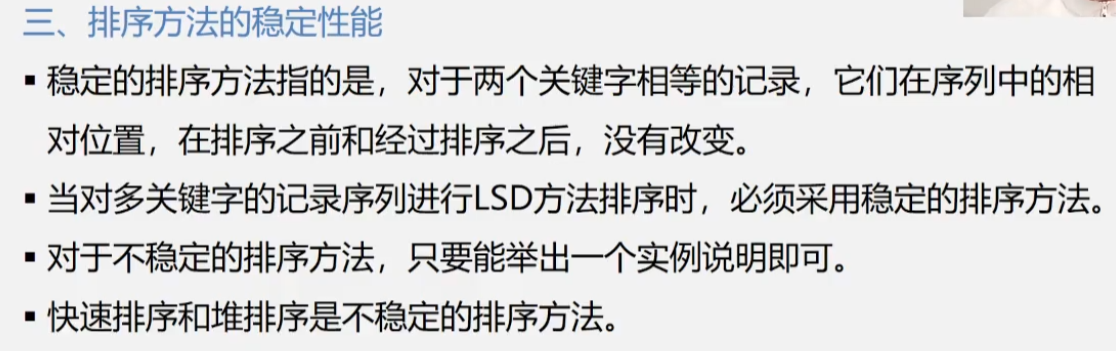 三、排序方法的稳定性能
▪ 稳定的排序方法指的是，对于两个关键字相等的记录，它们在序列中的相
对位置，在排序之前和经过排序之后，没有改变。
▪ 当对多关键字的记录序列进行LSD方法排序时，必须采用稳定的排序方法。
▪ 对于不稳定的排序方法，只要能举出一个实例说明即可。
▪ 快速排序和堆排序是不稳定的排序方法。